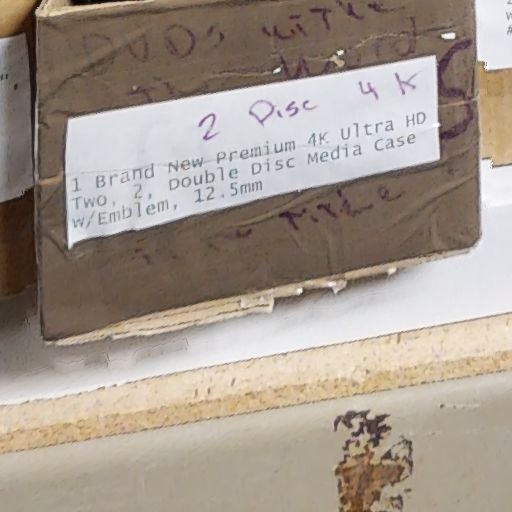 DVDs with
2 Disc 4K
1 Brand New Premium 4K Ultra HD
Two, 2, Double Disc Media Case
w/Emblem, 12.5mm
Title